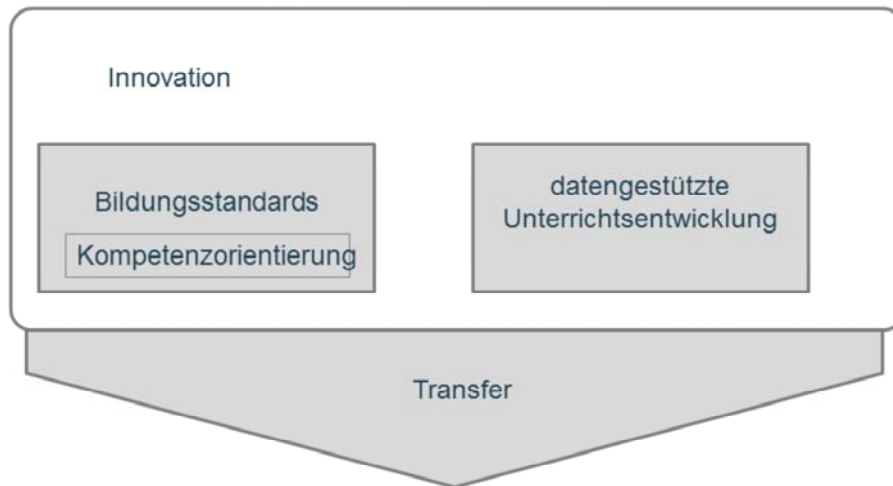 Innovation
Bildungsstandards
Kompetenzorientierung
datengestützte
Unterrichtsentwicklung
Transfer